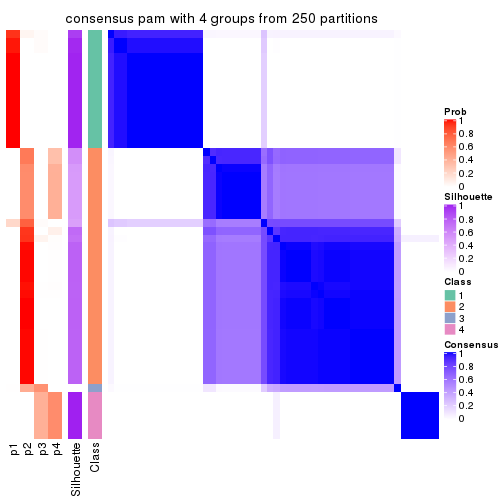 consensus pam with 4 groups from 250 partitions
Prob
1
0.8
0.6
0.4
0.2
0
Silhouette
1
0.8
0.6
0.4
0.2
0
Class
1
2
3
4
Consensus
1
0.8
0.6
0.4
0.2
0
p1
p2
p3
p4
Silhouette
Class